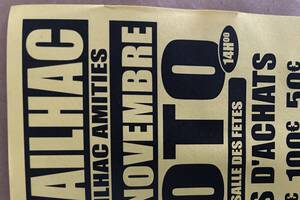 AILHAC
ILHAC AMITIES
NOVEMBRE
OTO
14H00
SALLE DES FETES
S D'ACHATS
100€ 50€